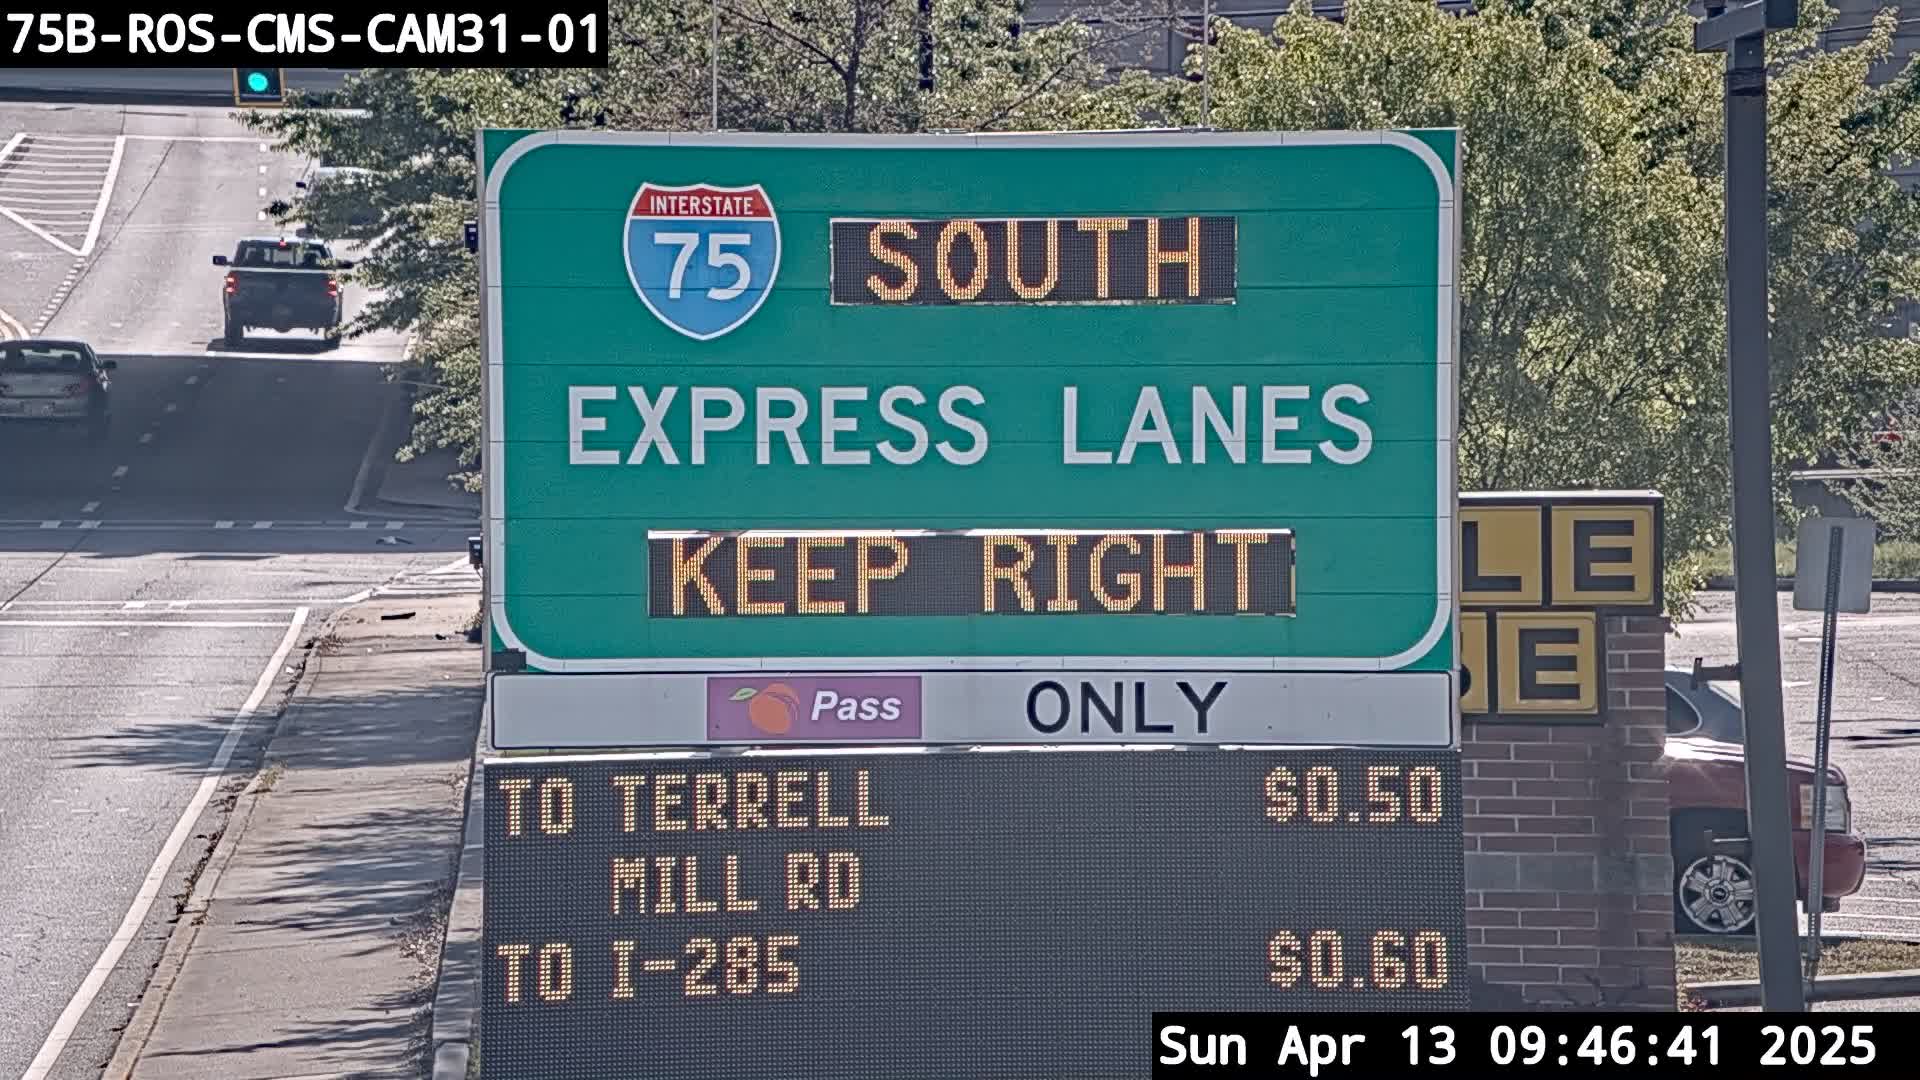 75B-ROS-CMS-CAM31-01
INTERSTATE
75
SOUTH
EXPRESS LANES
KEEP RIGHT
Pass ONLY
LE
E
TO TERRELL $0.50
MILL RD
TO I-285 $0.60
Sun Apr 13 09:46:41 2025